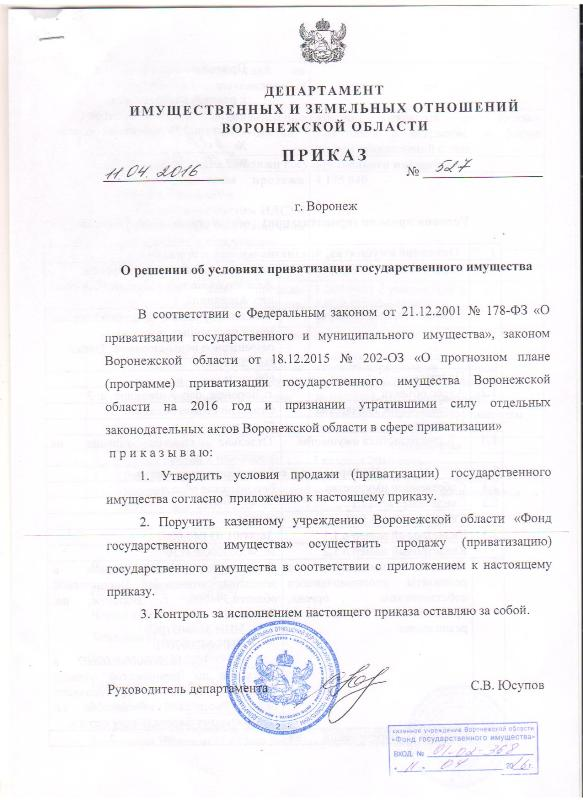 ДЕПАРТАМЕНТ
ИМУЩЕСТВЕННЫХ И ЗЕМЕЛЬНЫХ ОТНОШЕНИЙ
ВОРОНЕЖСКОЙ ОБЛАСТИ
ПРИКАЗ
11.04.2016 № 527
г. Воронеж
О решении об условиях приватизации государственного имущества
В соответствии с Федеральным законом от 21.12.2001 № 178-ФЗ «О
приватизации государственного и муниципального имущества», законом
Воронежской области от 18.12.2015 № 202-ОЗ «О прогнозном плане
(программе) приватизации государственного имущества Воронежской
области на 2016 год и признании утратившими силу отдельных
законодательных актов Воронежской области в сфере приватизации»
п р и к а з ы в а ю:
1. Утвердить условия продажи (приватизации) государственного
имущества согласно приложению к настоящему приказу.
2. Поручить казенному учреждению Воронежской области «Фонд
государственного имущества» осуществить продажу (приватизацию)
государственного имущества в соответствии с приложением к настоящему
приказу.
3. Контроль за исполнением настоящего приказа оставляю за собой.
Руководитель департамента С.В. Юсупов
казенное учреждение Воронежской области
«Фонд государственного имущества»
ВХОД. № 01-02-368
« 11 » 04 2016 г.